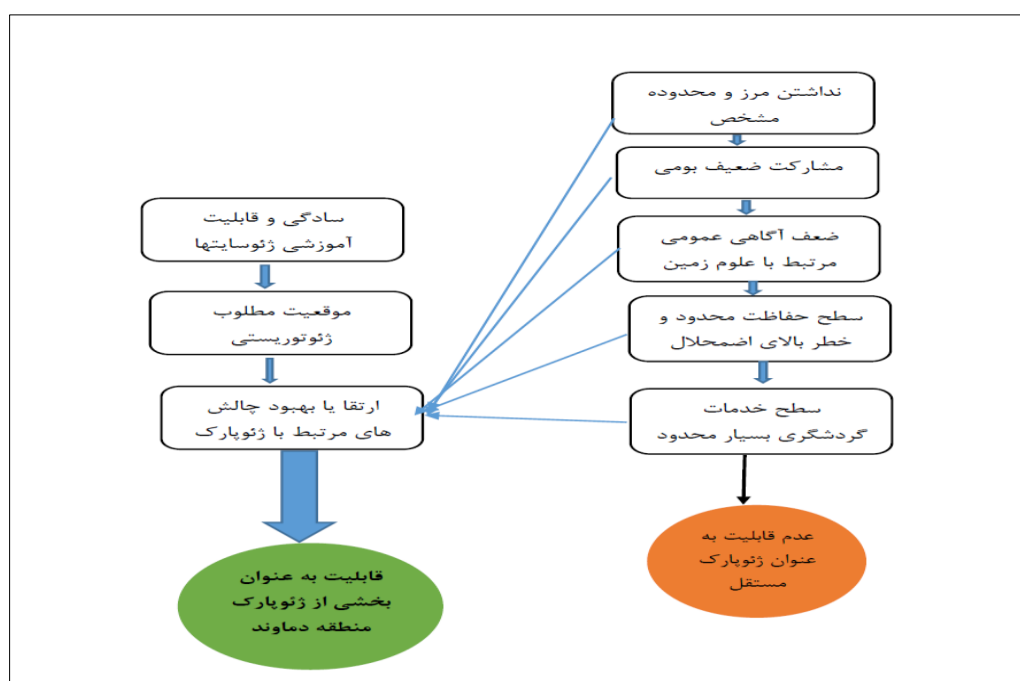 نداشتن مرز و محدوده
مشخص
مشارکت ضعیف بومی
ضعف آگاهی عمومی
مرتبط با علوم زمین
سطح حفاظت محدود و
خطر بالای اضمحلال
سطح خدمات
گردشگری بسیار محدود
عدم قابلیت به
عنوان ژئوپارک
مستقل
سادگی و قابلیت
آموزشی ژئوسایتها
موقعیت مطلوب
ژئوتوریستی
ارتقا یا بهبود چالش
های مرتبط با ژئوپارک
قابلیت به عنوان
بخشی از ژئوپارک
منطقه دماوند